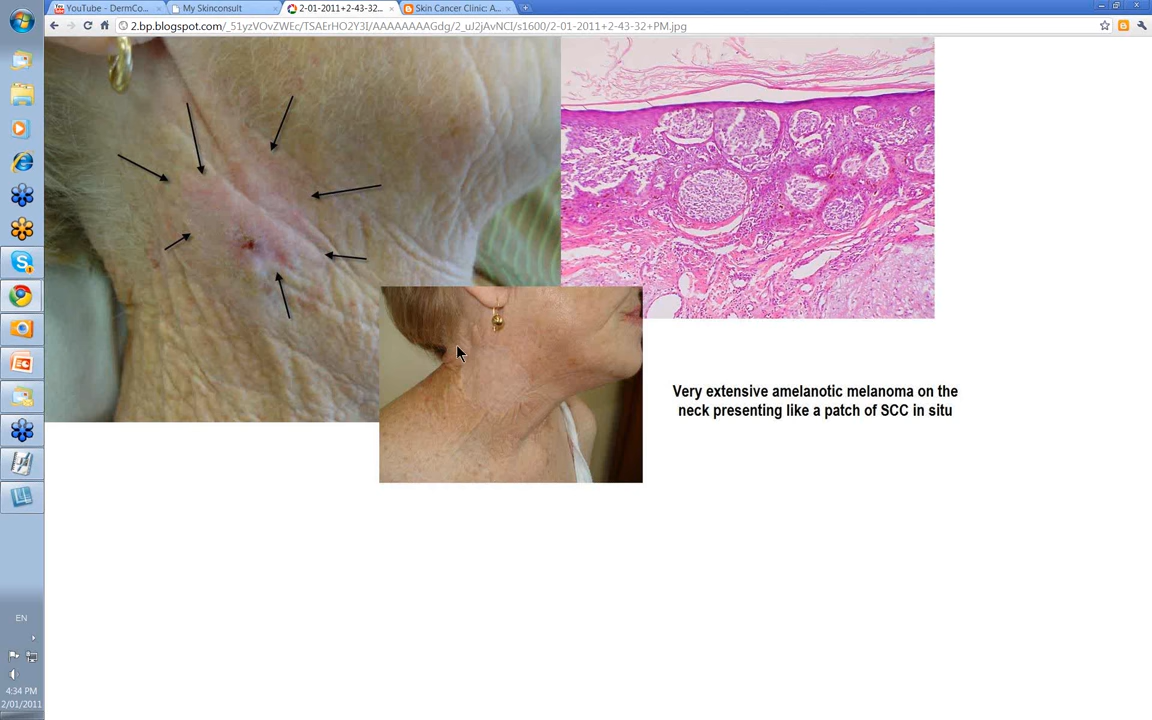 YouTube - DermCo...
My Skinconsult
2-01-2011+2-43-32...
Skin Cancer Clinic: A...
2.bp.blogspot.com/_51yzVOvZWEc/TSAErHO2Y3I/AAAAAAAAGdg/2_uJ2jAvNCI/s1600/2-01-2011+2-43-32+PM.jpg
Very extensive amelanotic melanoma on the
neck presenting like a patch of SCC in situ
EN
4:34 PM
2/01/2011